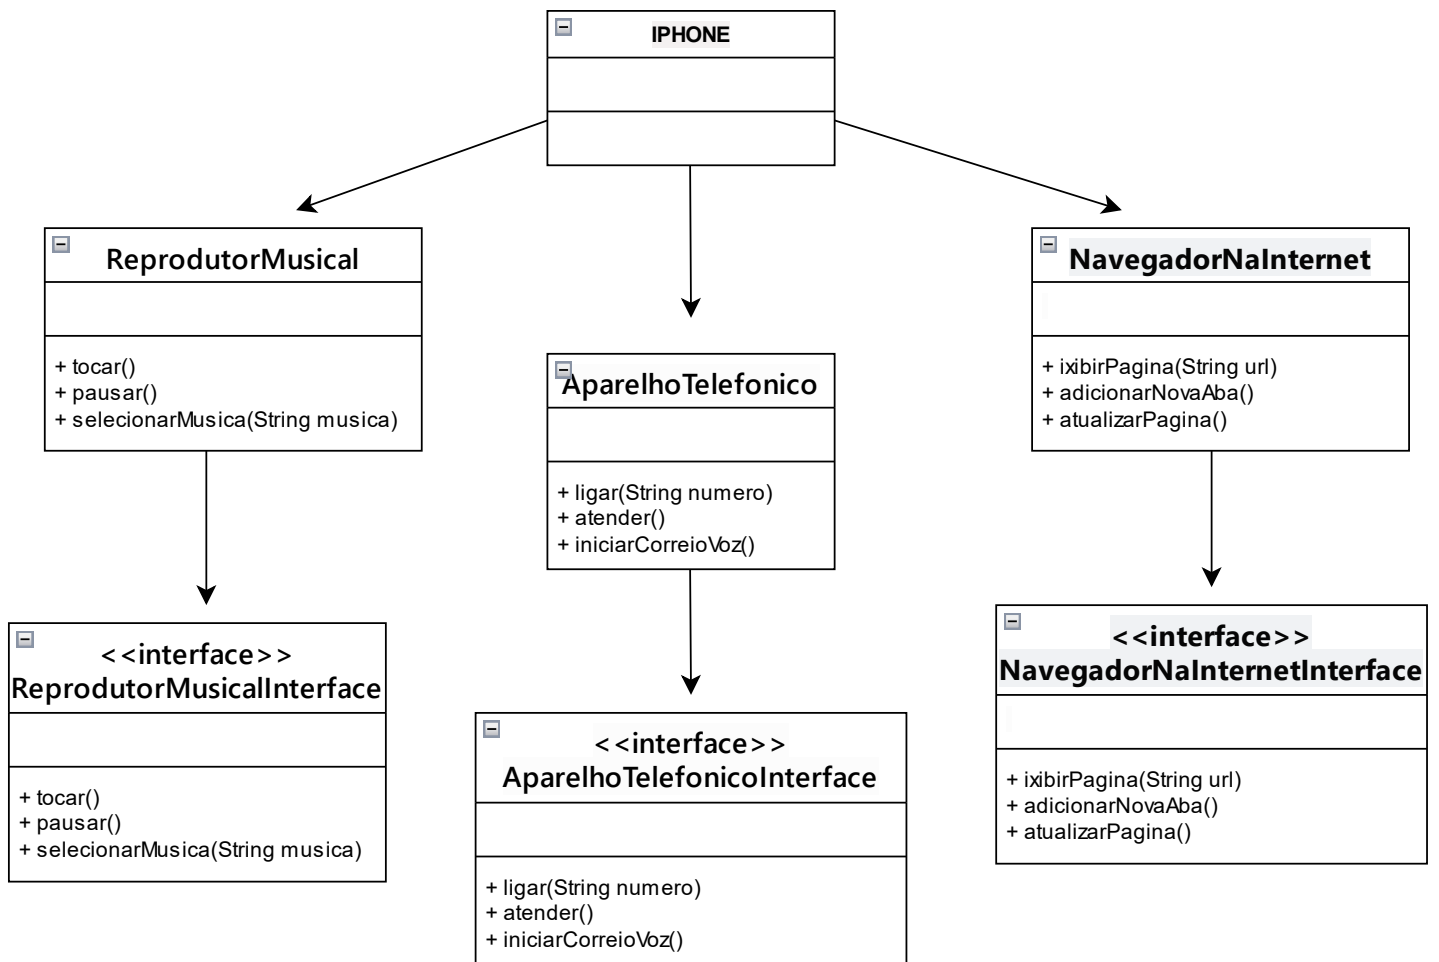 IPHONE
ReprodutorMusical
+ tocar()
+ pausar()
+ selecionarMusica(String musica)
AparelhoTelefonico
+ ligar(String numero)
+ atender()
+ iniciarCorreioVoz()
NavegadorNaInternet
+ ixibirPagina(String url)
+ adicionarNovaAba()
+ atualizarPagina()
<<interface>>
ReprodutorMusicalInterface
+ tocar()
+ pausar()
+ selecionarMusica(String musica)
<<interface>>
AparelhoTelefonicoInterface
+ ligar(String numero)
+ atender()
+ iniciarCorreioVoz()
<<interface>>
NavegadorNaInternetInterface
+ ixibirPagina(String url)
+ adicionarNovaAba()
+ atualizarPagina()